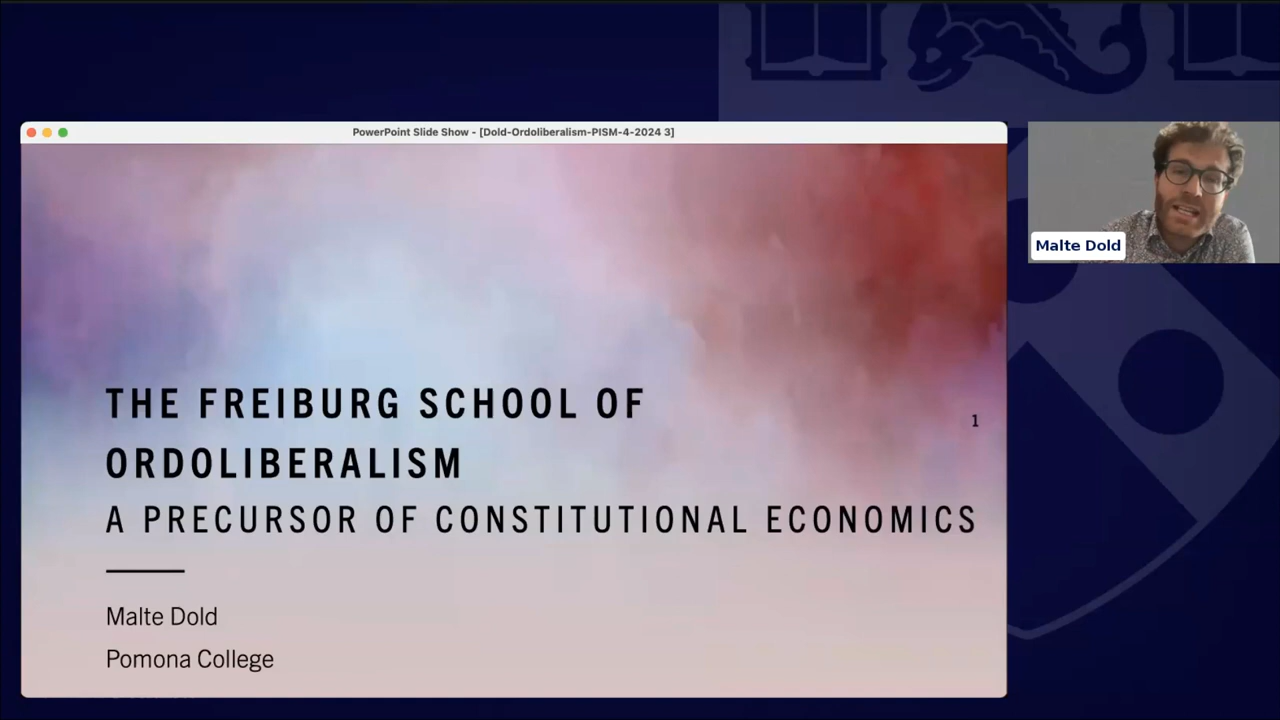 PowerPoint Slide Show - [Dold-Ordoliberalism-PISM-4-2024 3]
THE FREIBURG SCHOOL OF
ORDOLIBERALISM
A PRECURSOR OF CONSTITUTIONAL ECONOMICS
1
Malte Dold
Pomona College
Malte Dold